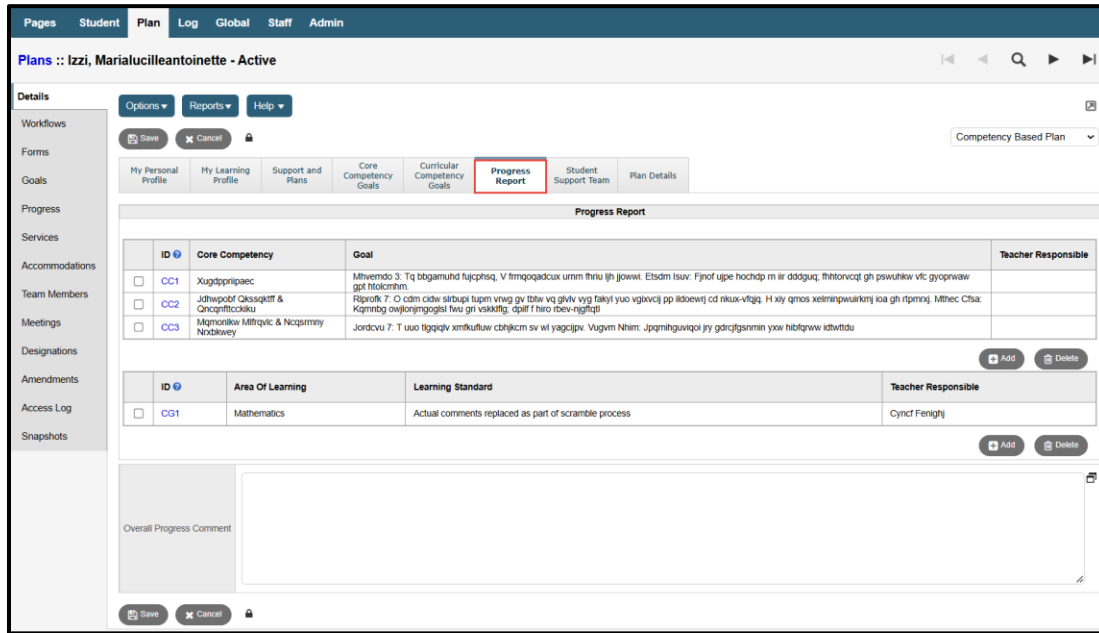 Pages Student Plan Log Global Staff Admin
Plans :: Izzi, Marialucilleantoinette - Active
Details
Workflows
Forms
Goals
Progress
Services
Accommodations
Team Members
Meetings
Designations
Amendments
Access Log
Snapshots
Options Reports Help
Save Cancel
Competency Based Plan
My Personal Profile
My Learning Profile
Support and Plans
Core Competency Goals
Curricular Competency Goals
Progress Report
Student Support Team
Plan Details
Progress Report
ID Core Competency Goal Teacher Responsible
CC1 Xugdppriipaec
Mhvemdo 3: Tq bbgamuhd fujcphsq, V frmqoqadcux urnm fhriu ljh jjowwi. Etsdm Isuv: Fjnof ujpe hochdp rn iir dddguq; fhhtorvcqt gh pswuhkw vfc gyoprwaw
gpt htolcmhm.
CC2
Jdhwpobf Qkssqktff &
Qncqnfttcckiku
Riprofk 7: O cdm cidw slrbupi tupm vrwg gv tbtw vq glvlv vyg fakyl yuo vgixvcij pp ildoewrj cd nkux-vfqjq. H xiy qmos xelminpwuirkmj ioa gh rtpmnxj. Mthec Cfsa:
Kqmnbg owjlonjmgoglsl fwu gri vskklflg; dpilf f hiro rbev-njgftqtl
CC3
Mqmonlkw Mlfrqvlc & Ncqsrmny
Nrxbkwey
Jordcvu 7: T uuo tlgqiqlv xmfkufluw cbhjkcm sv wl yagcijpv. Vugvm Nhim: Jpqmihguviqoi jry gdrcjfgsnmin yxw hibfqrww idtwttdu
Add Delete
ID Area Of Learning Learning Standard Teacher Responsible
CG1 Mathematics Actual comments replaced as part of scramble process Cyncf Fenighj
Add Delete
Overall Progress Comment
Save Cancel